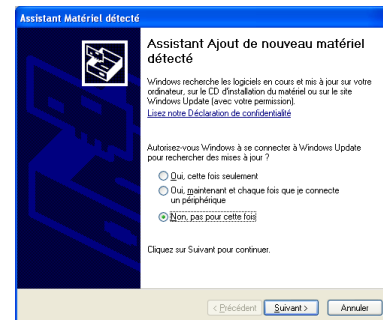 Assistant Matériel détecté
Assistant Ajout de nouveau matériel
détecté
Windows recherche les logiciels en cours et mis à jour sur votre
ordinateur, sur le CD d'installation du matériel ou sur le site
Windows Update (avec votre permission).
Lisez notre Déclaration de confidentialité
Autorisez-vous Windows à se connecter à Windows Update
pour rechercher des mises à jour ?
Oui, cette fois seulement
Oui, maintenant et chaque fois que je connecte
un périphérique
Non, pas pour cette fois
Cliquez sur Suivant pour continuer.
< Précédent
Suivant >
Annuler